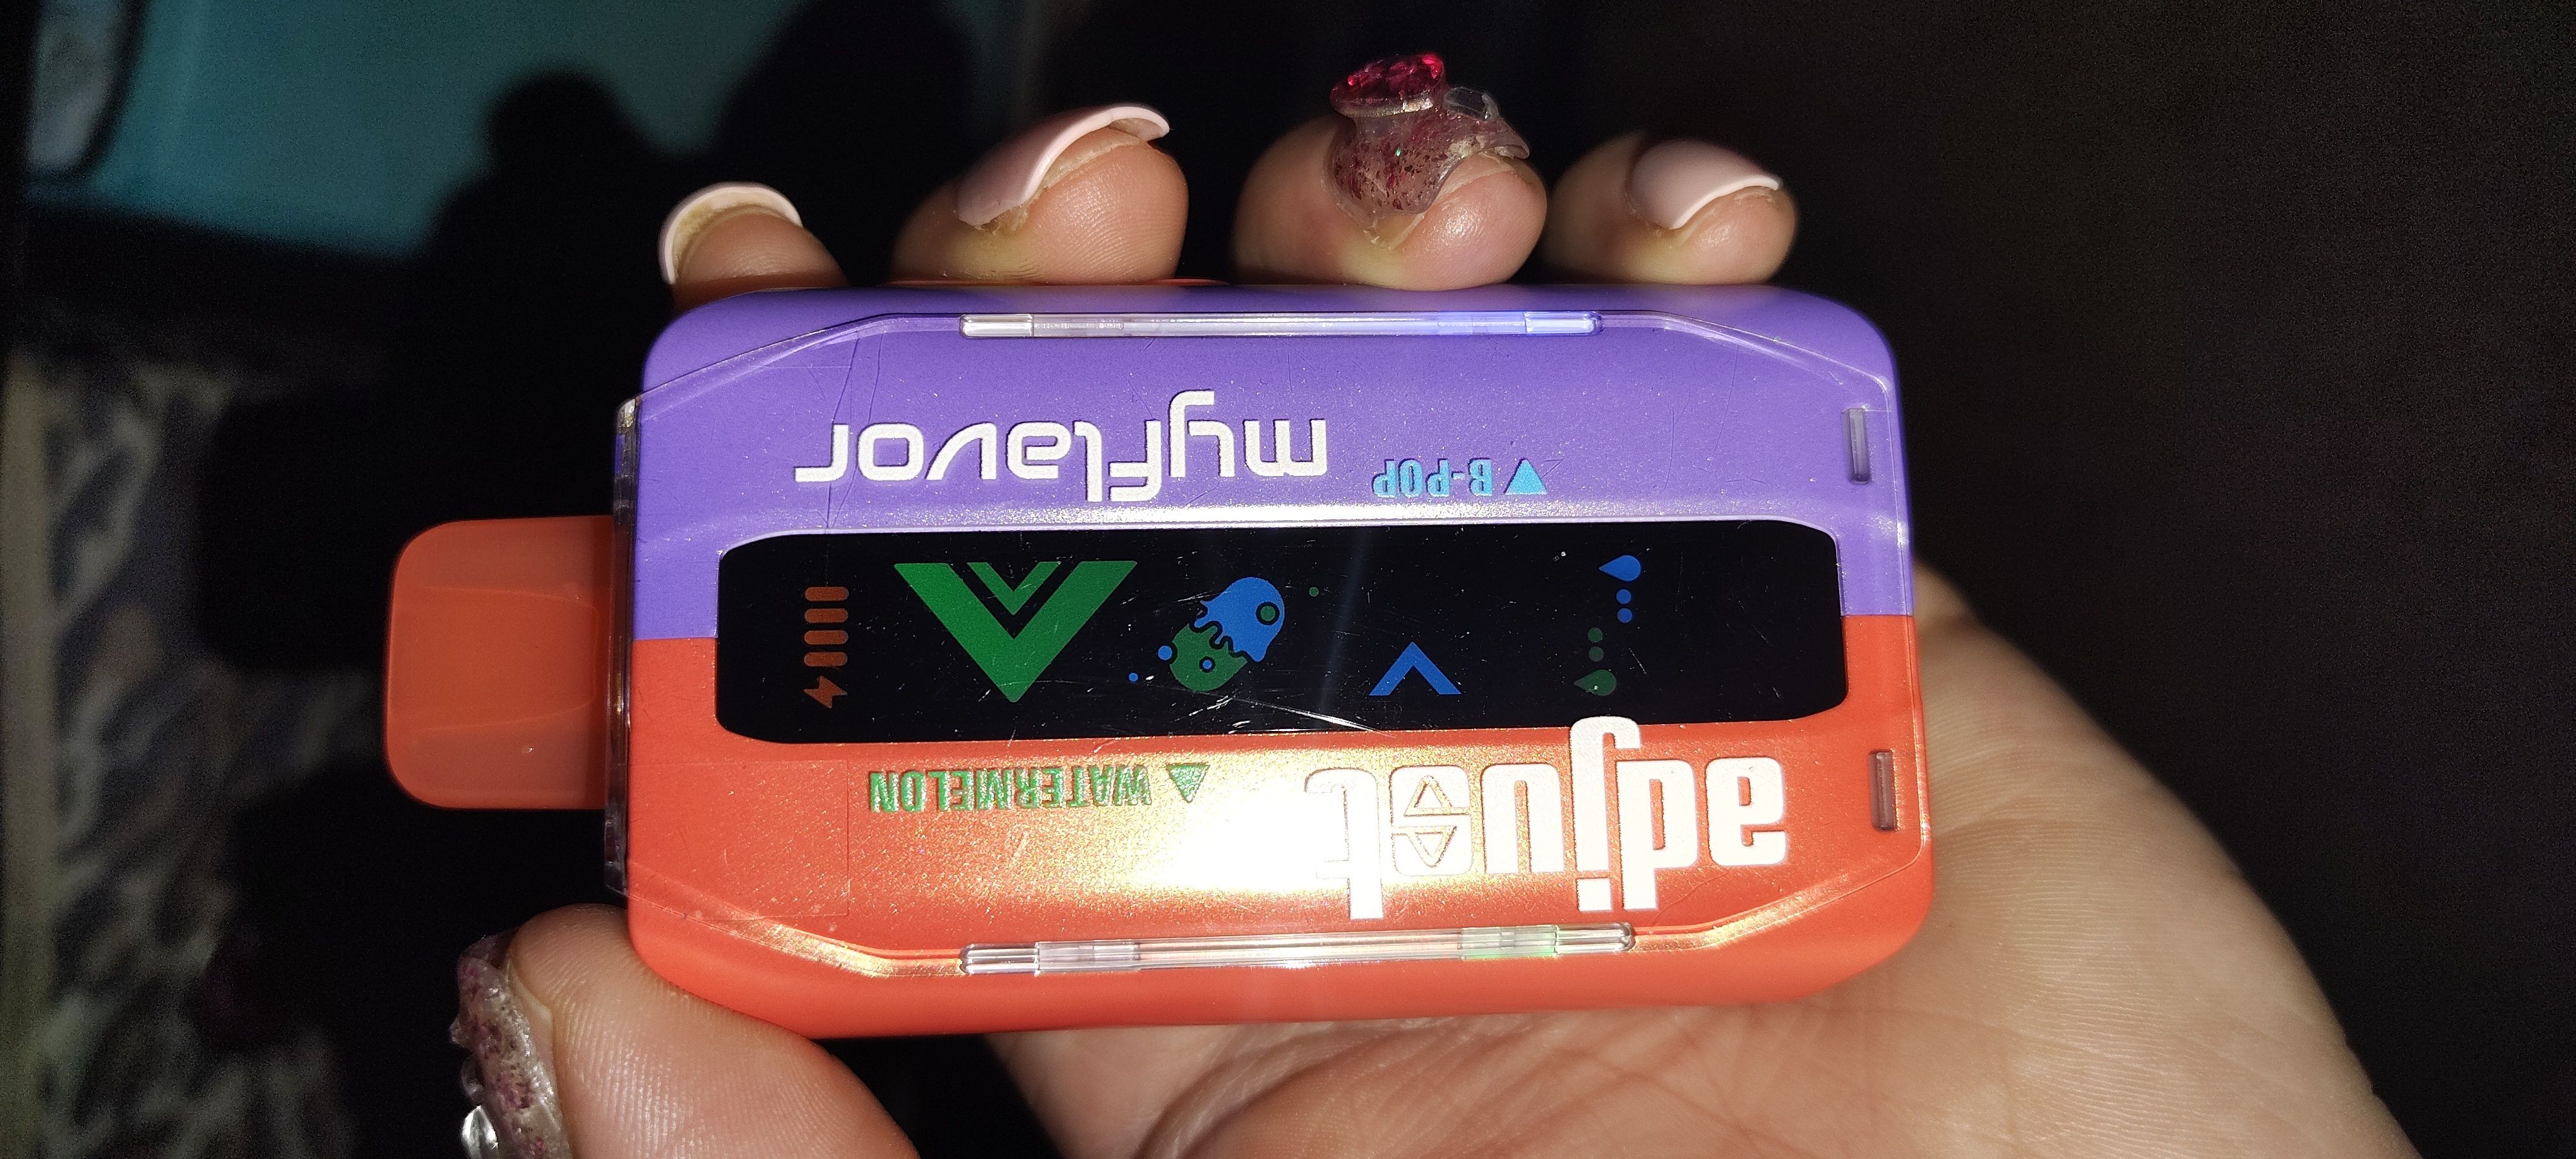 adjust
▲ WATERMELON
▼ B-POP
myflavor